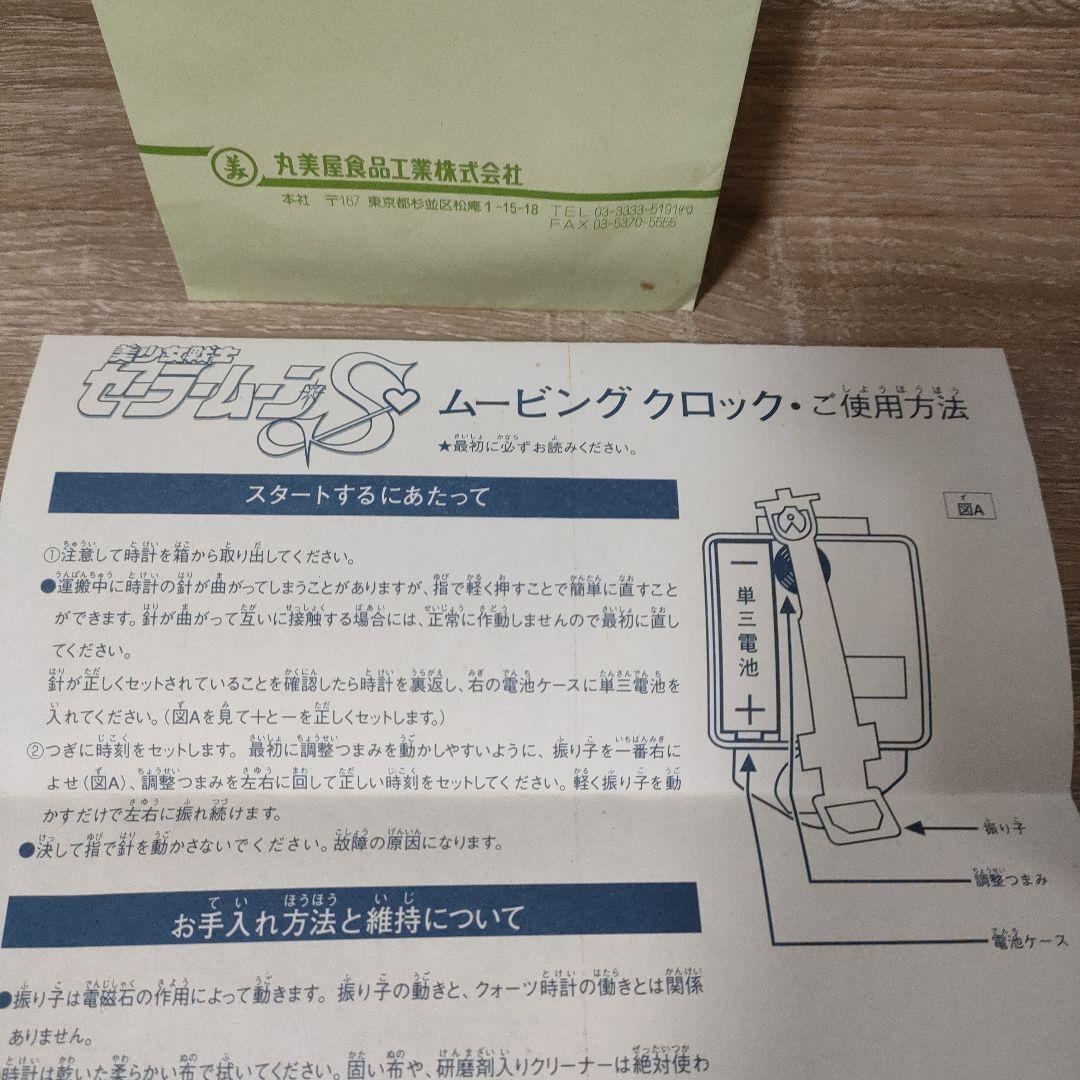 美
丸美屋食品工業株式会社
本社 〒167 東京都杉並区松庵1-15-18 TEL 03-3333-5191㈹
FAX 03-5370-5555
美少女戦士
セーラームーンS
ムービング クロック・ご使用方法
★最初に必ずお読みください。
スタートするにあたって
図A
①注意して時計を箱から取り出してください。
●運搬中に時計の針が曲がってしまうことがありますが、指で軽く押すことで簡単に直すこと
ができます。針が曲がって互いに接触する場合には、正常に作動しませんので最初に直し
てください。
針が正しくセットされていることを確認したら時計を裏返し、右の電池ケースに単三電池を
入れてください。(図Aを見て＋と－を正しくセットします。)
②つぎに時刻をセットします。最初に調整つまみを動かしやすいように、振り子を一番右に
よせ(図A)、調整つまみを左右に回して正しい時刻をセットしてください。軽く振り子を動
かすだけで左右に振れ続けます。
●決して指で針を動かさないでください。故障の原因になります。
－
単三電池
＋
振り子
調整つまみ
電池ケース
お手入れ方法と維持について
●振り子は電磁石の作用によって動きます。振り子の動きと、クォーツ時計の働きとは関係
ありません。
時計は乾いた柔らかい布で拭いてください。固い布や、研磨剤入りクリーナーは絶対使わ